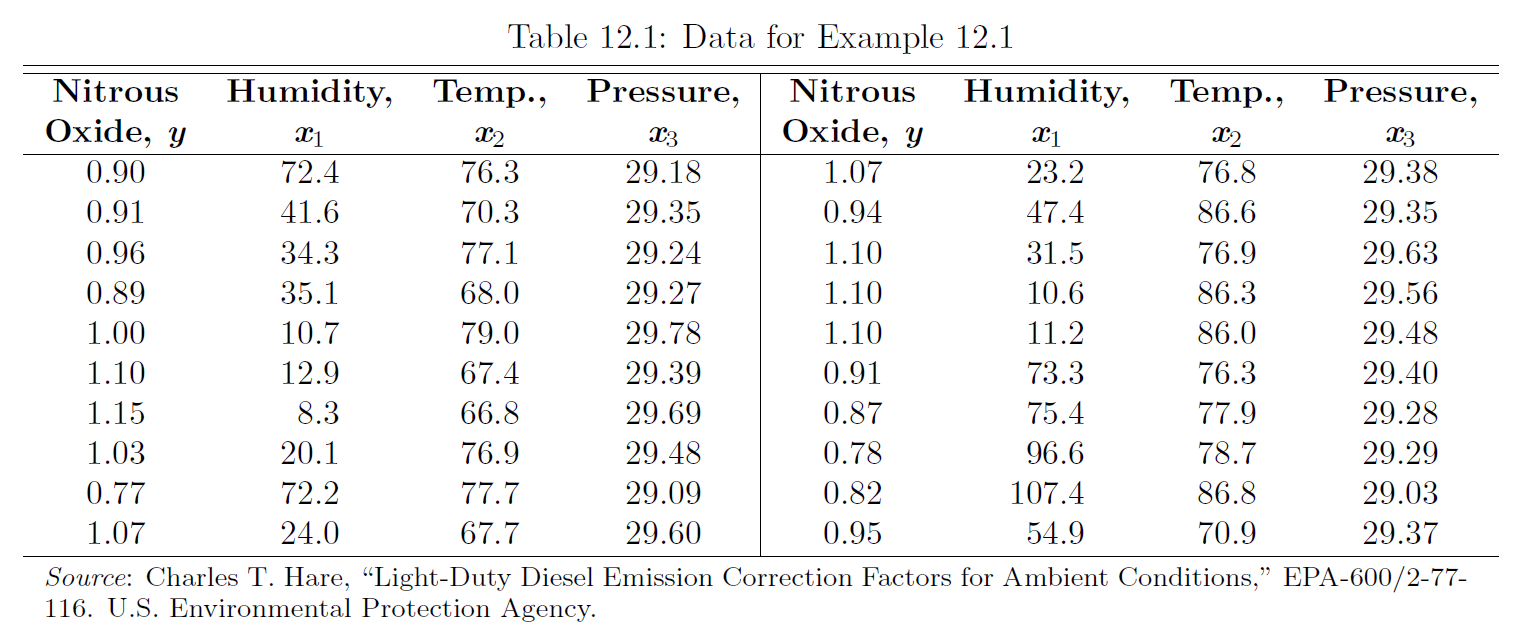 Table 12.1: Data for Example 12.1
Nitrous Humidity, Temp., Pressure, Nitrous Humidity, Temp., Pressure,
Oxide, y x₁ x₂ x₃ Oxide, y x₁ x₂ x₃
0.90 72.4 76.3 29.18 1.07 23.2 76.8 29.38
0.91 41.6 70.3 29.35 0.94 47.4 86.6 29.35
0.96 34.3 77.1 29.24 1.10 31.5 76.9 29.63
0.89 35.1 68.0 29.27 1.10 10.6 86.3 29.56
1.00 10.7 79.0 29.78 1.10 11.2 86.0 29.48
1.10 12.9 67.4 29.39 0.91 73.3 76.3 29.40
1.15 8.3 66.8 29.69 0.87 75.4 77.9 29.28
1.03 20.1 76.9 29.48 0.78 96.6 78.7 29.29
0.77 72.2 77.7 29.09 0.82 107.4 86.8 29.03
1.07 24.0 67.7 29.60 0.95 54.9 70.9 29.37
Source: Charles T. Hare, “Light-Duty Diesel Emission Correction Factors for Ambient Conditions,” EPA-600/2-77-
116. U.S. Environmental Protection Agency.